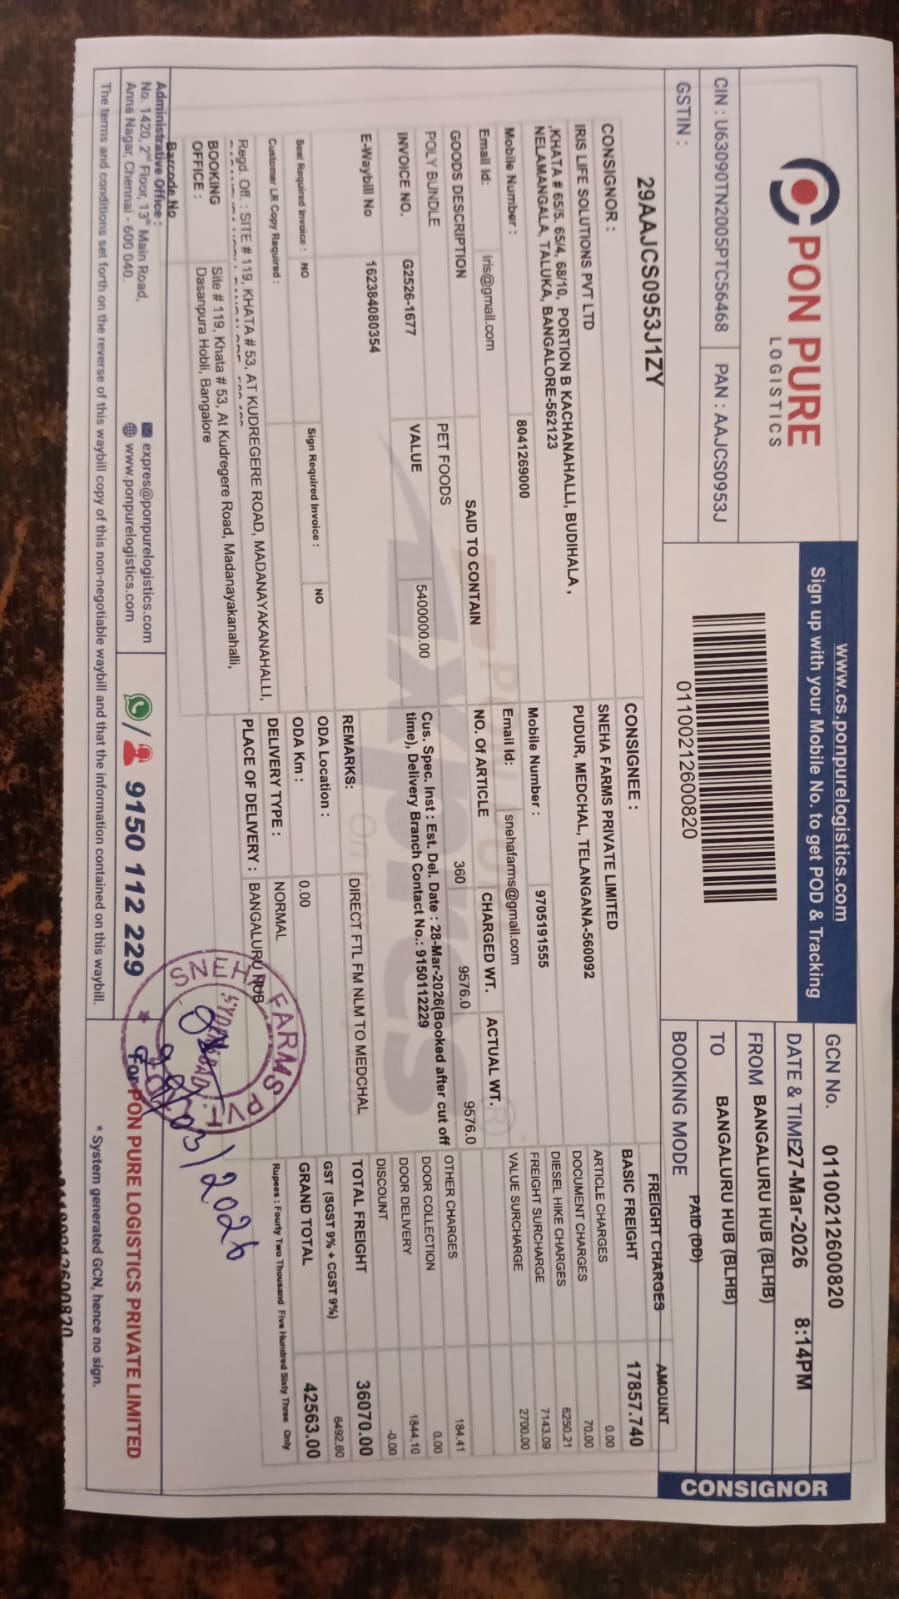 PON PURE
LOGISTICS
www.cs.ponpurelogistics.com
Sign up with your Mobile No. to get POD & Tracking
CIN : U63090TN2005PTC56468
PAN : AAJCS0953J
GSTIN :
29AAJCS0953J1ZY
01100212600820
GCN No. 01100212600820
DATE & TIME 27-Mar-2026 8:14PM
FROM BANGALURU HUB (BLHB)
TO BANGALURU HUB (BLHB)
BOOKING MODE PAID (DD)
CONSIGNOR
CONSIGNOR :
IRIS LIFE SOLUTIONS PVT LTD
,KHATA # 65/5, 65/4, 68/10, PORTION B KACHANAHALLI, BUDIHALA ,
NELAMANGALA, TALUKA, BANGALORE-562123
Mobile Number : 8041269000
Email Id: iris@gmail.com
CONSIGNEE :
SNEHA FARMS PRIVATE LIMITED
PUDUR, MEDCHAL, TELANGANA-560092
Mobile Number : 9705191555
Email Id: snehafarms@gmail.com
GOODS DESCRIPTION SAID TO CONTAIN NO. Of ARTICLE CHARGED WT. ACTUAL WT.
POLY BUNDLE PET FOODS 360 9576.0 9576.0
INVOICE NO. G2526-1677 VALUE 5400000.00
Cus. Spec. Inst : Est. Del. Date : 28-Mar-2026(Booked after cut off
time), Delivery Branch Contact No.: 9150112229
E-Waybill No 162384080354
REMARKS: DIRECT FTL FM NLM TO MEDCHAL
Seal Required Invoice : NO Sign Required Invoice : NO
ODA Location :
Customer LR Copy Required :
ODA Km : 0.00
DELIVERY TYPE : NORMAL
PLACE OF DELIVERY : BANGALURU HUB
Regd. Off. : SITE # 119, KHATA # 53, AT KUDREGERE ROAD, MADANAYAKANAHALLI,
BOOKING OFFICE : Site # 119, Khata # 53, At Kudregere Road, Madanayakanahalli,
Dasanpura Hobli, Bangalore
Barcode No
FREIGHT CHARGES AMOUNT
BASIC FREIGHT 17857.740
ARTICLE CHARGES 0.00
DOCUMENT CHARGES 70.00
DIESEL HIKE CHARGES 6250.21
FREIGHT SURCHARGE 7143.09
VALUE SURCHARGE 2700.00
OTHER CHARGES 184.41
DOOR COLLECTION 0.00
DOOR DELIVERY 1844.10
DISCOUNT -0.00
TOTAL FREIGHT 36070.00
GST (SGST 9% + CGST 9%) 6492.60
GRAND TOTAL 42563.00
Rupees : Fourty Two Thousand Five Hundred Sixty Three Only
SNEHA FARMS PVT
/03/2026
Administrative Office :
No. 1420, 2nd Floor, 13th Main Road,
Anna Nagar, Chennai - 600 040.
expres@ponpurelogistics.com
www.ponpurelogistics.com
/ 9150 112 229
For PON PURE LOGISTICS PRIVATE LIMITED
The terms and conditions set forth on the reverse of this waybill copy of this non-negotiable waybill and that the information contained on this waybill.
* System generated GCN, hence no sign.